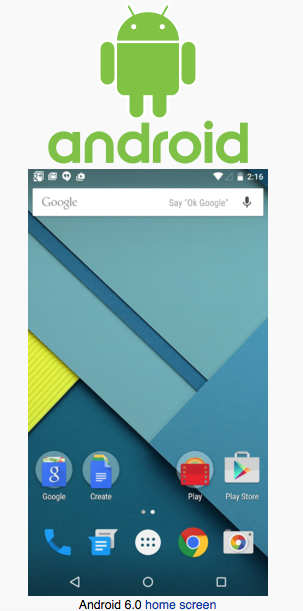 android
2:16
Google Say "Ok Google"
Google Create Play Play Store
Android 6.0 home screen